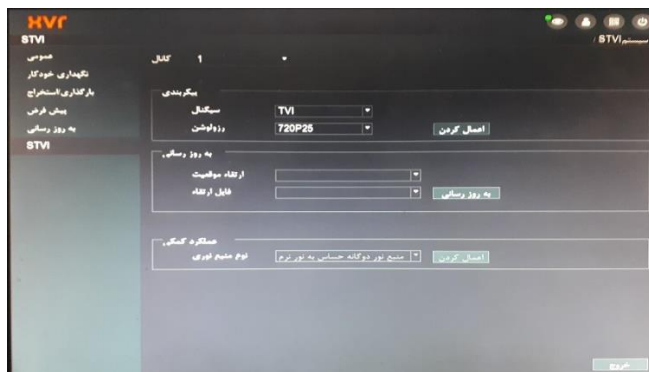 XVr
STVI
سیستم STVI /
عمومی
نگهداری خودکار
بارگذاری/استخراج
پیش فرض
به روز رسانی
STVI
کانال 1
پیکربندی
سیگنال TVI
رزولوشن 720P25 اعمال کردن
به روز رسانی
ارتقاء موقعیت
فایل ارتقاء به روز رسانی
عملکرد کمکی
نوع منبع نوری منبع نور دوگانه حساس به نور نرم اعمال کردن
خروج